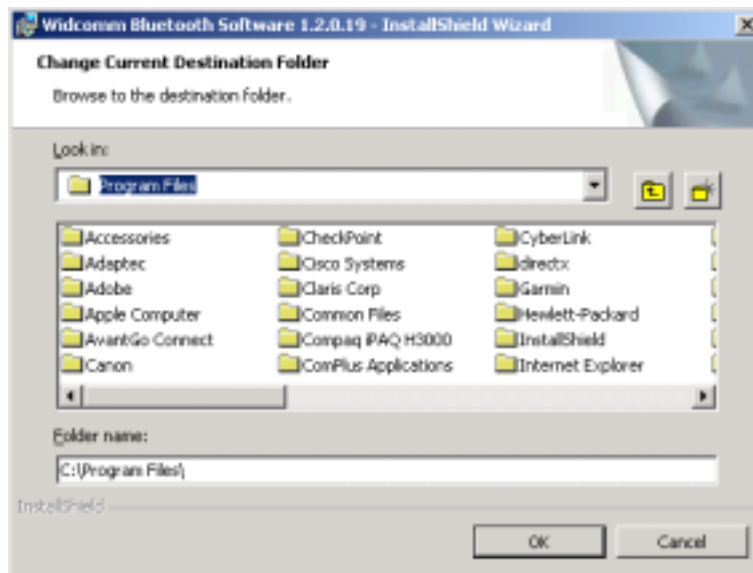 Widcomm Bluetooth Software 1.2.0.19 - InstallShield Wizard
Change Current Destination Folder
Browse to the destination folder.
Look in:
Program Files
Accessories CheckPoint CyberLink
Adaptec Cisco Systems directx
Adobe Claris Corp Garmin
Apple Computer Common Files Hewlett-Packard
AvantGo Connect Compaq iPAQ H3000 InstallShield
Canon ComPlus Applications Internet Explorer
Folder name:
C:\Program Files\
InstallShield
OK Cancel